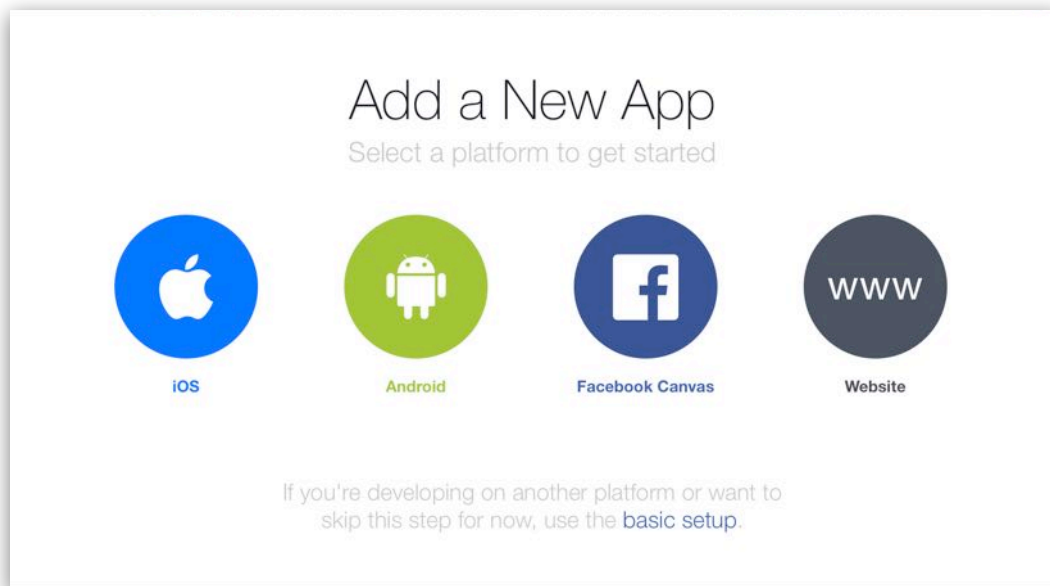 Add a New App
Select a platform to get started
www
iOS
Android
Facebook Canvas
Website
If you're developing on another platform or want to
skip this step for now, use the basic setup.